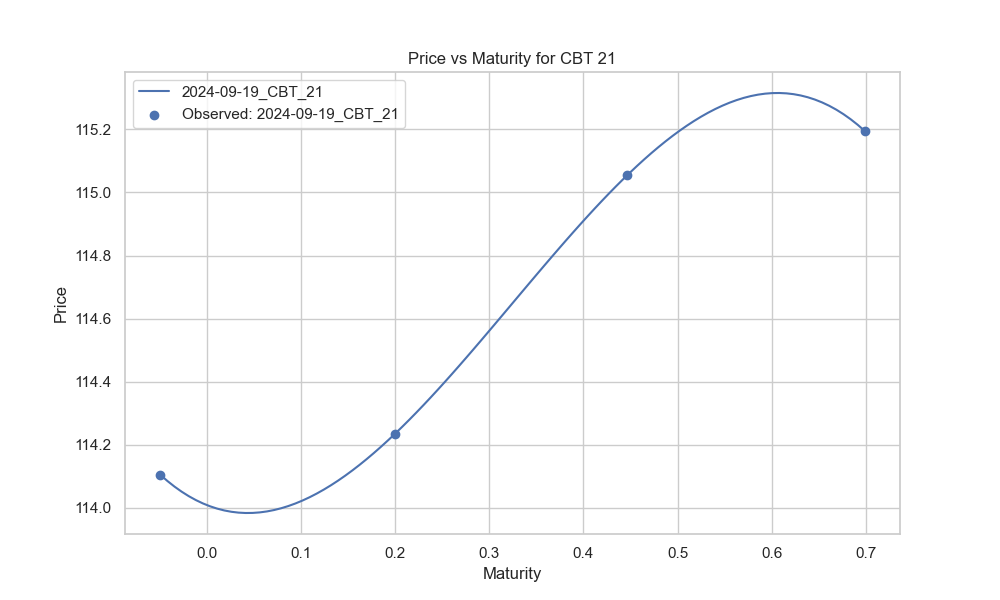 Price vs Maturity for CBT 21
2024-09-19_CBT_21
Observed: 2024-09-19_CBT_21
Price
115.2
115.0
114.8
114.6
114.4
114.2
114.0
0.0 0.1 0.2 0.3 0.4 0.5 0.6 0.7
Maturity